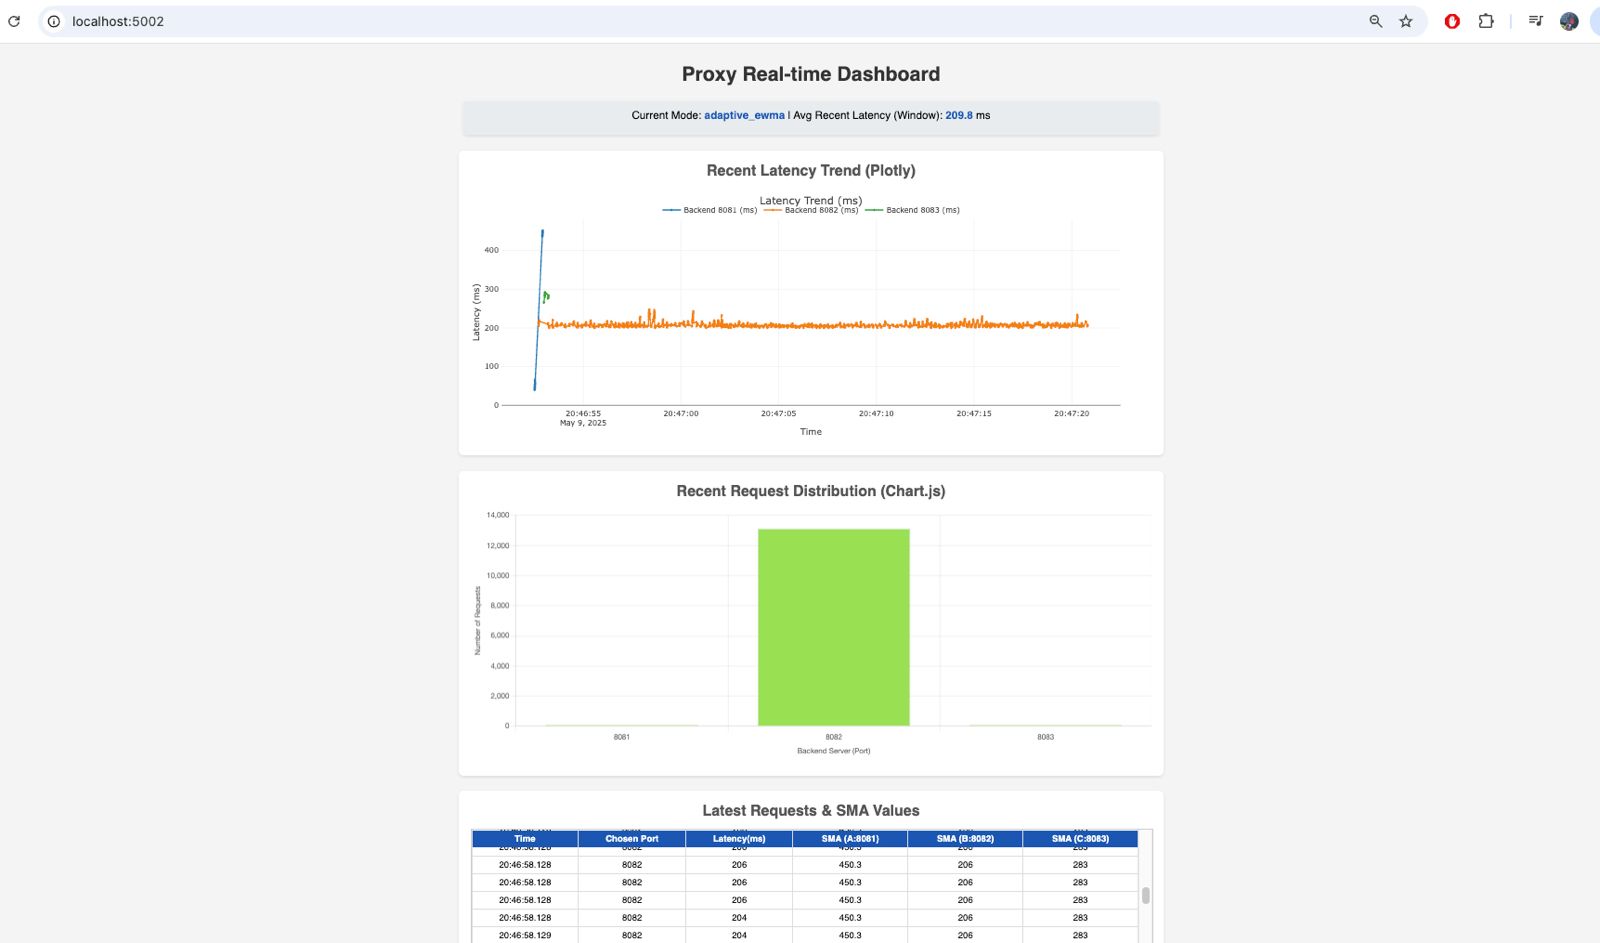 localhost:5002
Proxy Real-time Dashboard
Current Mode: adaptive_ewma | Avg Recent Latency (Window): 209.8 ms
Recent Latency Trend (Plotly)
Latency Trend (ms)
Backend 8081 (ms) Backend 8082 (ms) Backend 8083 (ms)
400
300
200
100
0
Latency (ms)
20:46:55 20:47:00 20:47:05 20:47:10 20:47:15 20:47:20
May 9, 2025
Time
Recent Request Distribution (Chart.js)
14,000
12,000
10,000
8,000
6,000
4,000
2,000
0
Number of Requests
8081 8082 8083
Backend Server (Port)
Latest Requests & SMA Values
Time Chosen Port Latency(ms) SMA (A:8081) SMA (B:8082) SMA (C:8083)
20:46:58.128 8082 206 450.3 206 283
20:46:58.128 8082 206 450.3 206 283
20:46:58.128 8082 206 450.3 206 283
20:46:58.128 8082 204 450.3 206 283
20:46:58.129 8082 204 450.3 206 283